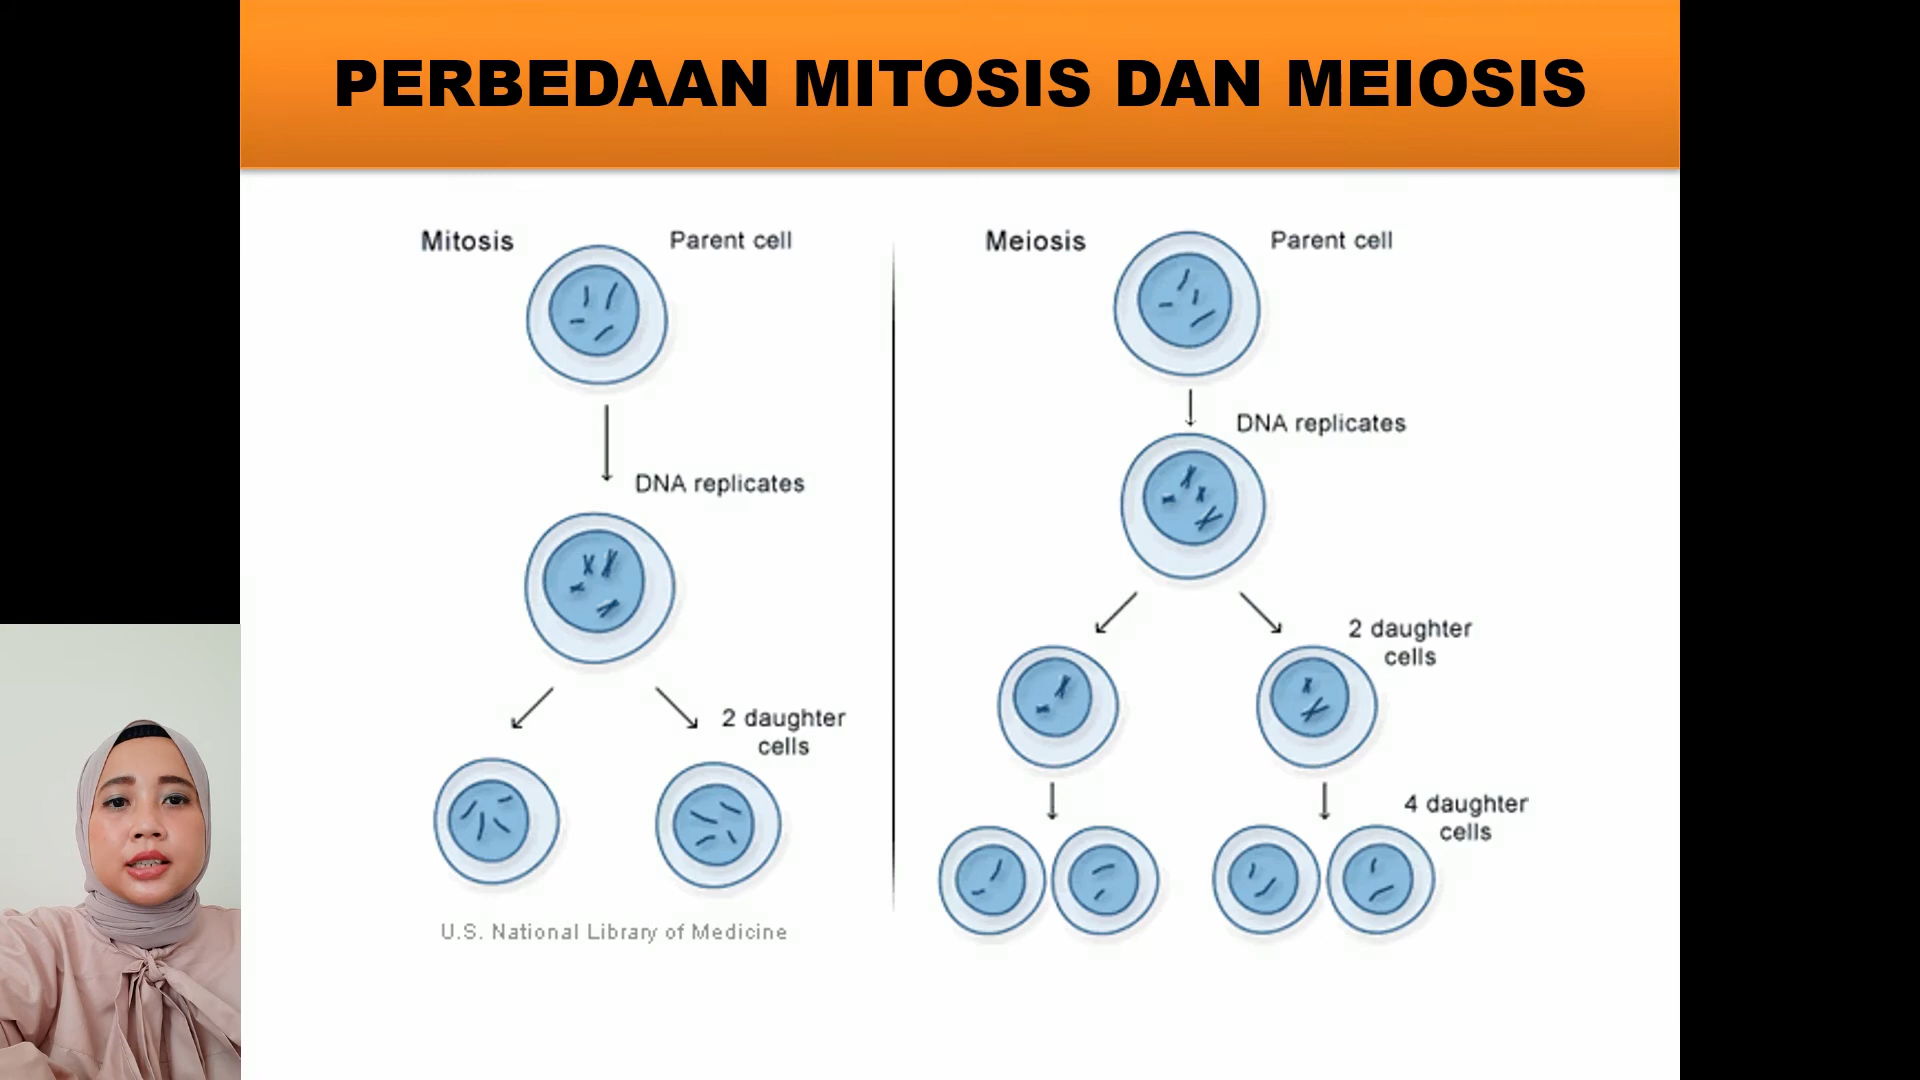 PERBEDAAN MITOSIS DAN MEIOSIS
Mitosis
Parent cell
DNA replicates
2 daughter
cells
U.S. National Library of Medicine
Meiosis
Parent cell
DNA replicates
2 daughter
cells
4 daughter
cells